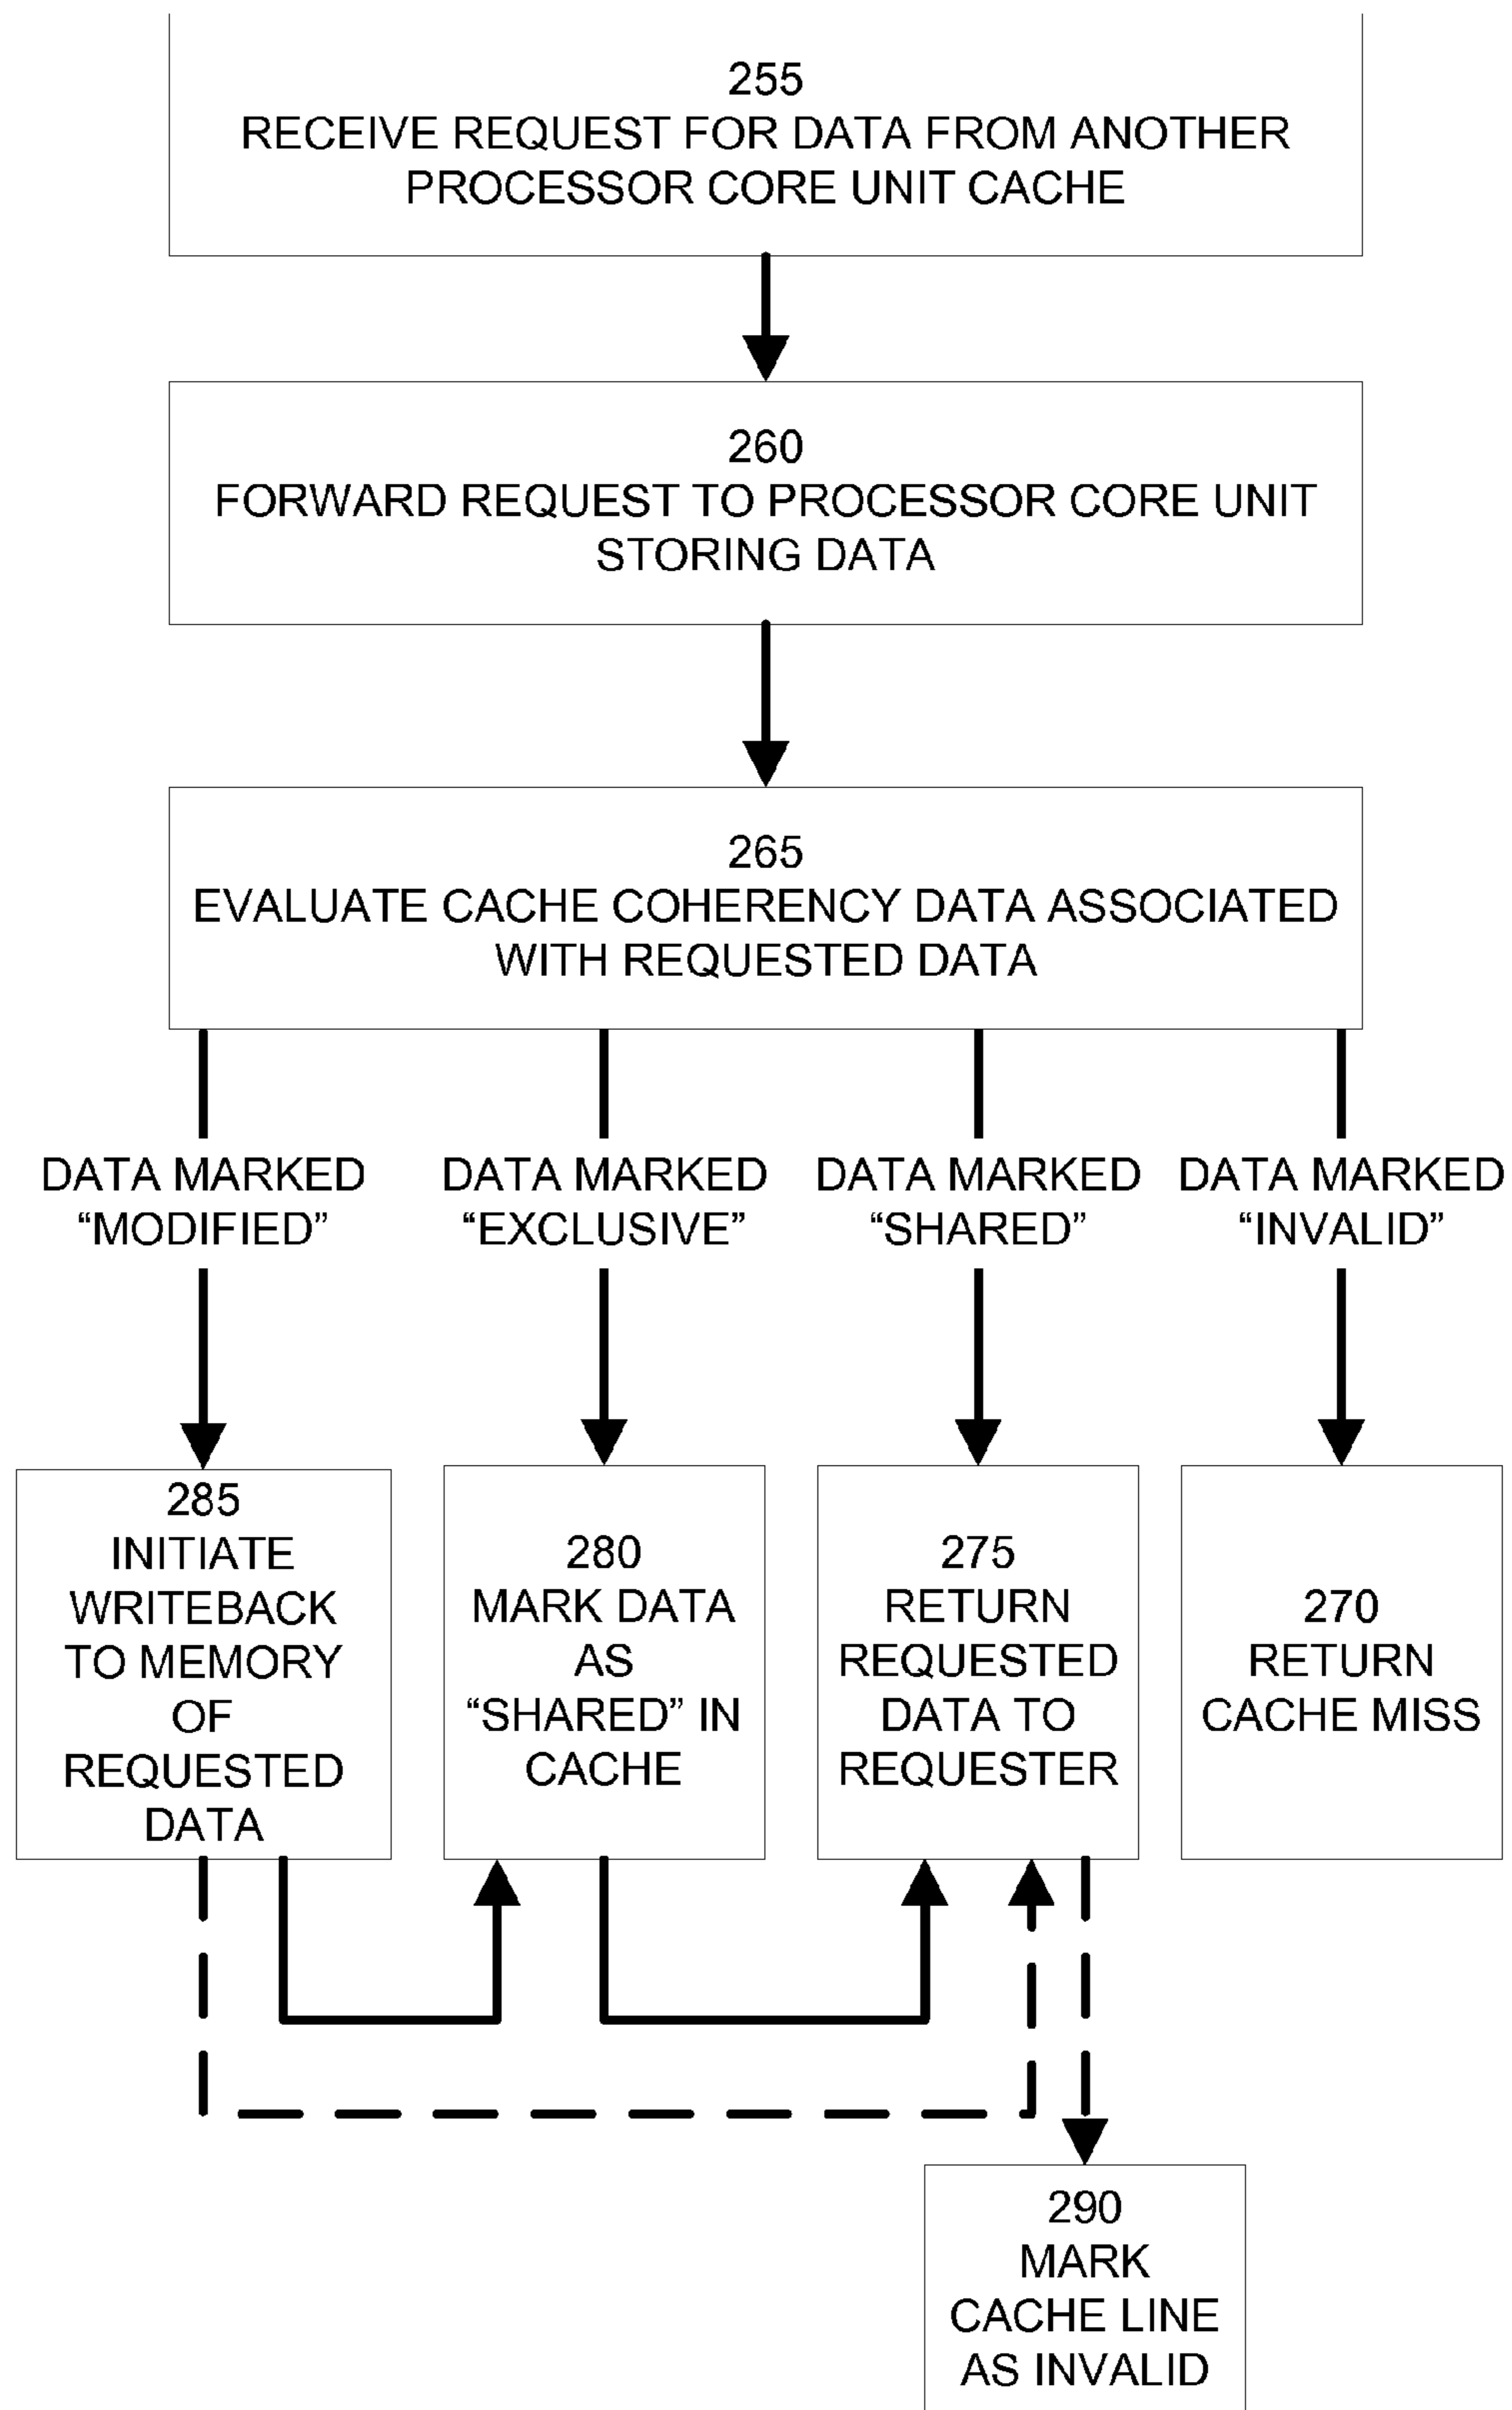 255
RECEIVE REQUEST FOR DATA FROM ANOTHER
PROCESSOR CORE UNIT CACHE
260
FORWARD REQUEST TO PROCESSOR CORE UNIT
STORING DATA
265
EVALUATE CACHE COHERENCY DATA ASSOCIATED
WITH REQUESTED DATA
DATA MARKED
“MODIFIED”
DATA MARKED
“EXCLUSIVE”
DATA MARKED
“SHARED”
DATA MARKED
“INVALID”
285
INITIATE
WRITEBACK
TO MEMORY
OF
REQUESTED
DATA
280
MARK DATA
AS
“SHARED” IN
CACHE
275
RETURN
REQUESTED
DATA TO
REQUESTER
270
RETURN
CACHE MISS
290
MARK
CACHE LINE
AS INVALID